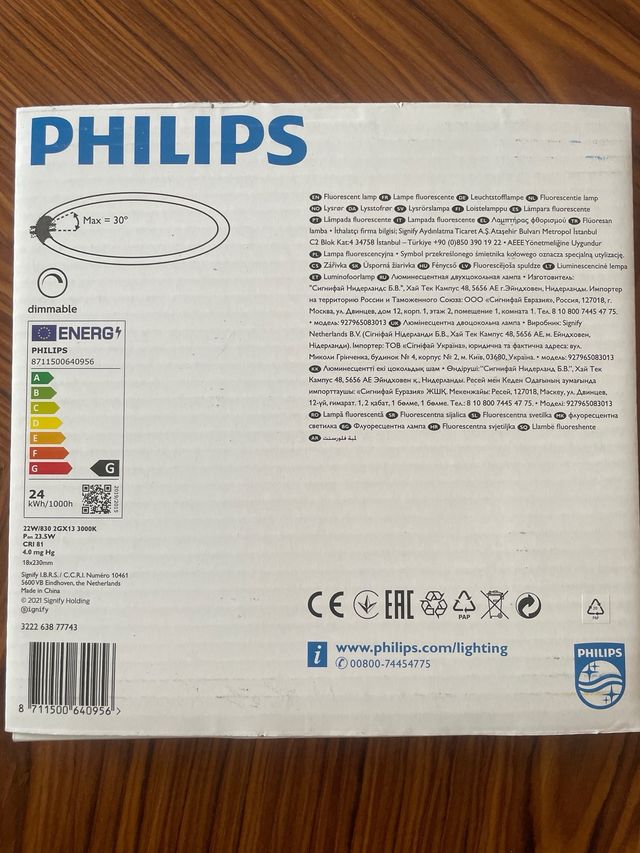 PHILIPS
Max = 30°
dimmable
ENERG
PHILIPS
8711500640956
A
B
C
D
E
F
G
G
24
kWh/1000h
2019/2015
22W/830 2GX13 3000K
Pon 23.5W
CRI 81
4.0 mg Hg
18x230mm
Signify I.B.R.S. / C.C.R.I. Numéro 10461
5600 VB Eindhoven, the Netherlands
Made in China
© 2021 Signify Holding
Ⓢignify
3222 638 77743
8 711500 640956 >
EN Fluorescent lamp FR Lampe fluorescente DE Leuchtstofflampe NL Fluorescentie lamp
NO Lysrør DA Lysstofrør SV Lysrörslampa FI Loistelamppu ES Lámpara fluorescente
PT Lâmpada fluorescente IT Lampada fluorescente EL Λαμπτήρας φθορισμού TR Flüoresan
lamba • İthalatçı firma bilgisi; Signify Aydınlatma Ticaret A.Ş. Ataşehir Bulvarı Metropol İstanbul
C2 Blok Kat:4 34758 İstanbul – Türkiye +90 (0)850 390 19 22 • AEEE Yönetmeliğine Uygundur
PL Lampa fluorescencyjna • Symbol przekreślonego śmietnika kołowego oznacza specjalną utylizację.
CS Zářivka SK Úsporná žiarivka HU Fénycső LV Fluorescējoša spuldze LT Liuminescencinė lempa
ET Luminofoorlamp RU Люминесцентная двухцокольная лампа • Изготовитель:
"Сигнифай Нидерландс Б.В.", Хай Тек Кампус 48, 5656 AE г.Эйндховен, Нидерланды. Импортер
на территорию России и Таможенного Союза: ООО «Сигнифай Евразия», Россия, 127018, г.
Москва, ул. Двинцев, дом 12, корп. 1, этаж 2, помещение 1, комната 1. Тел. 8 10 800 7445 47 75.
• модель: 927965083013 UK Люмінесцентна двоцокольна лампа • Виробник: Signify
Netherlands B.V. (Сігніфай Нідерландс Б.В.), Хай Тек Кампус 48, 5656 AE, м. Ейндховен,
Нідерланди). Імпортер: ТОВ «Сігніфай Україна», юридична та фактична адреса: вул.
Миколи Грінченка, будинок № 4, корпус № 2, м. Київ, 03680, Україна. • модель: 927965083013
KK Люминесцентті екі цокольдық шам • Өндіруші: "Сигнифай Нидерландс Б.В.", Хай Тек
Кампус 48, 5656 AE Эйндховен қ., Нидерланды. Ресей мен Кеден Одағының аумағында
импорттаушы: «Сигнифай Еуразия» ЖШҚ, Мекенжайы: Ресей, 127018, Мәскеу, ул. Двинцев,
12-үй, ғимарат. 1, 2 қабат, 1 бөлме, 1 бөлме. Тел.: 8 10 800 7445 47 75. • Моделі: 927965083013
RO Lampă fluorescentă SR Fluorescentna sijalica SL Fluorescentna svetilka MK флуоресцентна
светилка BG Флуоресцентна лампа HR Fluorescentna svjetiljka SQ Llambë fluoreshente
AR لمبة فلورسنت
CE EAC PAP
20
PAP
i www.philips.com/lighting
✆ 00800-74454775
PHILIPS